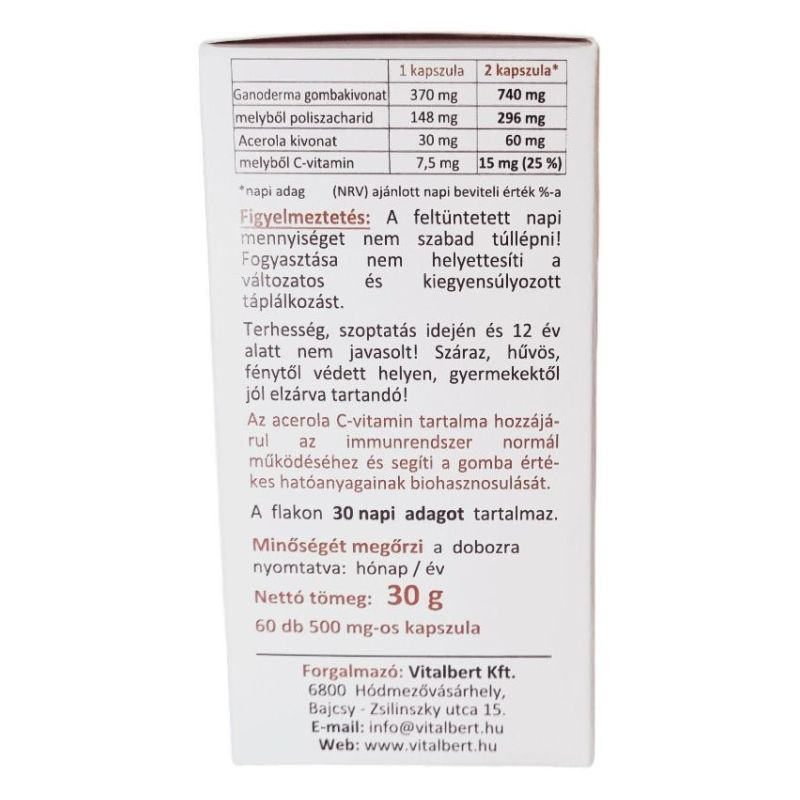 1 kapszula 2 kapszula*
Ganoderma gombakivonat 370 mg 740 mg
melyből poliszacharid 148 mg 296 mg
Acerola kivonat 30 mg 60 mg
melyből C-vitamin 7,5 mg 15 mg (25 %)
*napi adag (NRV) ajánlott napi beviteli érték %-a
Figyelmeztetés: A feltüntetett napi
mennyiséget nem szabad túllépni!
Fogyasztása nem helyettesíti a
változatos és kiegyensúlyozott
táplálkozást.
Terhesség, szoptatás idején és 12 év
alatt nem javasolt! Száraz, hűvös,
fénytől védett helyen, gyermekektől
jól elzárva tartandó!
Az acerola C-vitamin tartalma hozzájá-
rul az immunrendszer normál
működéséhez és segíti a gomba érté-
kes hatóanyagainak biohasznosulását.
A flakon 30 napi adagot tartalmaz.
Minőségét megőrzi a dobozra
nyomtatva: hónap / év
Nettó tömeg: 30 g
60 db 500 mg-os kapszula
Forgalmazó: Vitalbert Kft.
6800 Hódmezővásárhely,
Bajcsy - Zsilinszky utca 15.
E-mail: info@vitalbert.hu
Web: www.vitalbert.hu